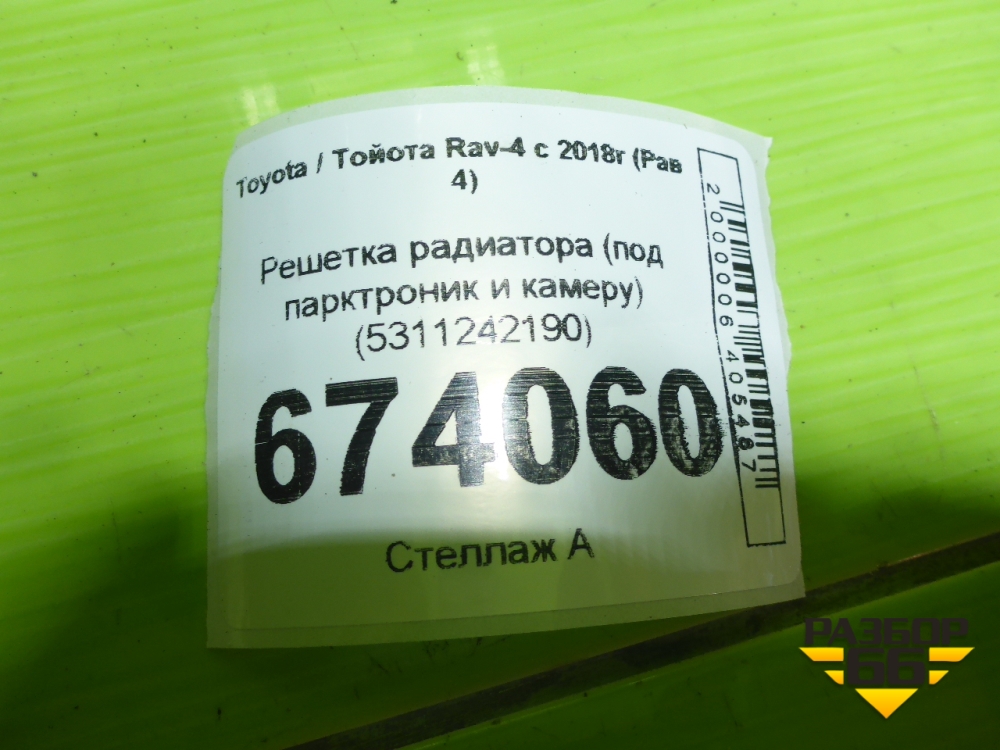 Toyota / Тойота Rav-4 с 2018г (Рав
4)
Решетка радиатора (под
парктроник и камеру)
(5311242190)
674060
Стеллаж А
2000006405487
РАЗБОР
66